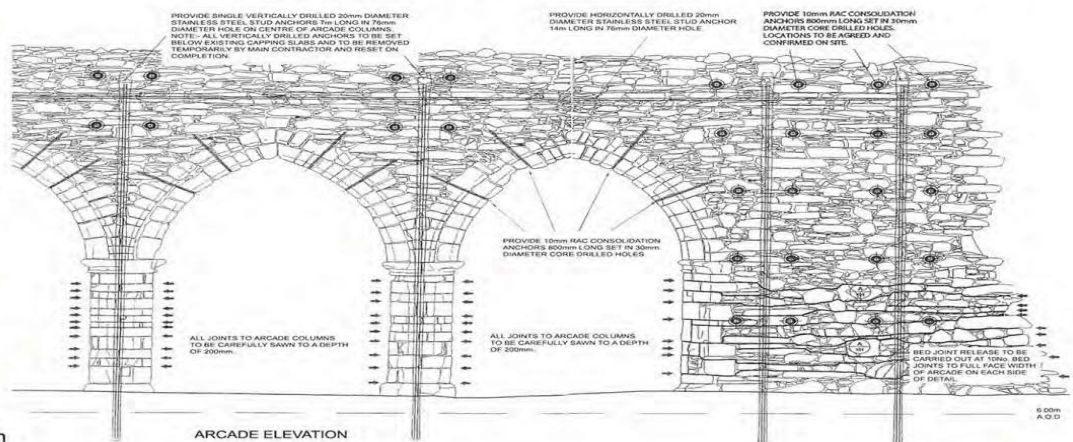 PROVIDE SINGLE VERTICALLY DRILLED 20mm DIAMETER
STAINLESS STEEL STUD ANCHORS 7m LONG IN 76mm
DIAMETER HOLE ON CENTRE OF ARCADE COLUMNS.
NOTE:- ALL VERTICALLY DRILLED ANCHORS TO BE SET
BELOW EXISTING CAPPING SLABS AND TO BE REMOVED
TEMPORARILY BY MAIN CONTRACTOR AND RESET ON
COMPLETION.
PROVIDE HORIZONTALLY DRILLED 20mm
DIAMETER STAINLESS STEEL STUD ANCHOR
14m LONG IN 76mm DIAMETER HOLE
PROVIDE 10mm RAC CONSOLIDATION
ANCHORS 800mm LONG SET IN 30mm
DIAMETER CORE DRILLED HOLES.
LOCATIONS TO BE AGREED AND
CONFIRMED ON SITE.
PROVIDE 10mm RAC CONSOLIDATION
ANCHORS 800mm LONG SET IN 30mm
DIAMETER CORE DRILLED HOLES
ALL JOINTS TO ARCADE COLUMNS
TO BE CAREFULLY SAWN TO A DEPTH
OF 200mm.
ALL JOINTS TO ARCADE COLUMNS
TO BE CAREFULLY SAWN TO A DEPTH
OF 200mm.
BED JOINT RELEASE TO BE
CARRIED OUT AT 10No. BED
JOINTS TO FULL FACE WIDTH
OF ARCADE ON EACH SIDE
OF DETAIL
6.00m
A.O.D
ARCADE ELEVATION